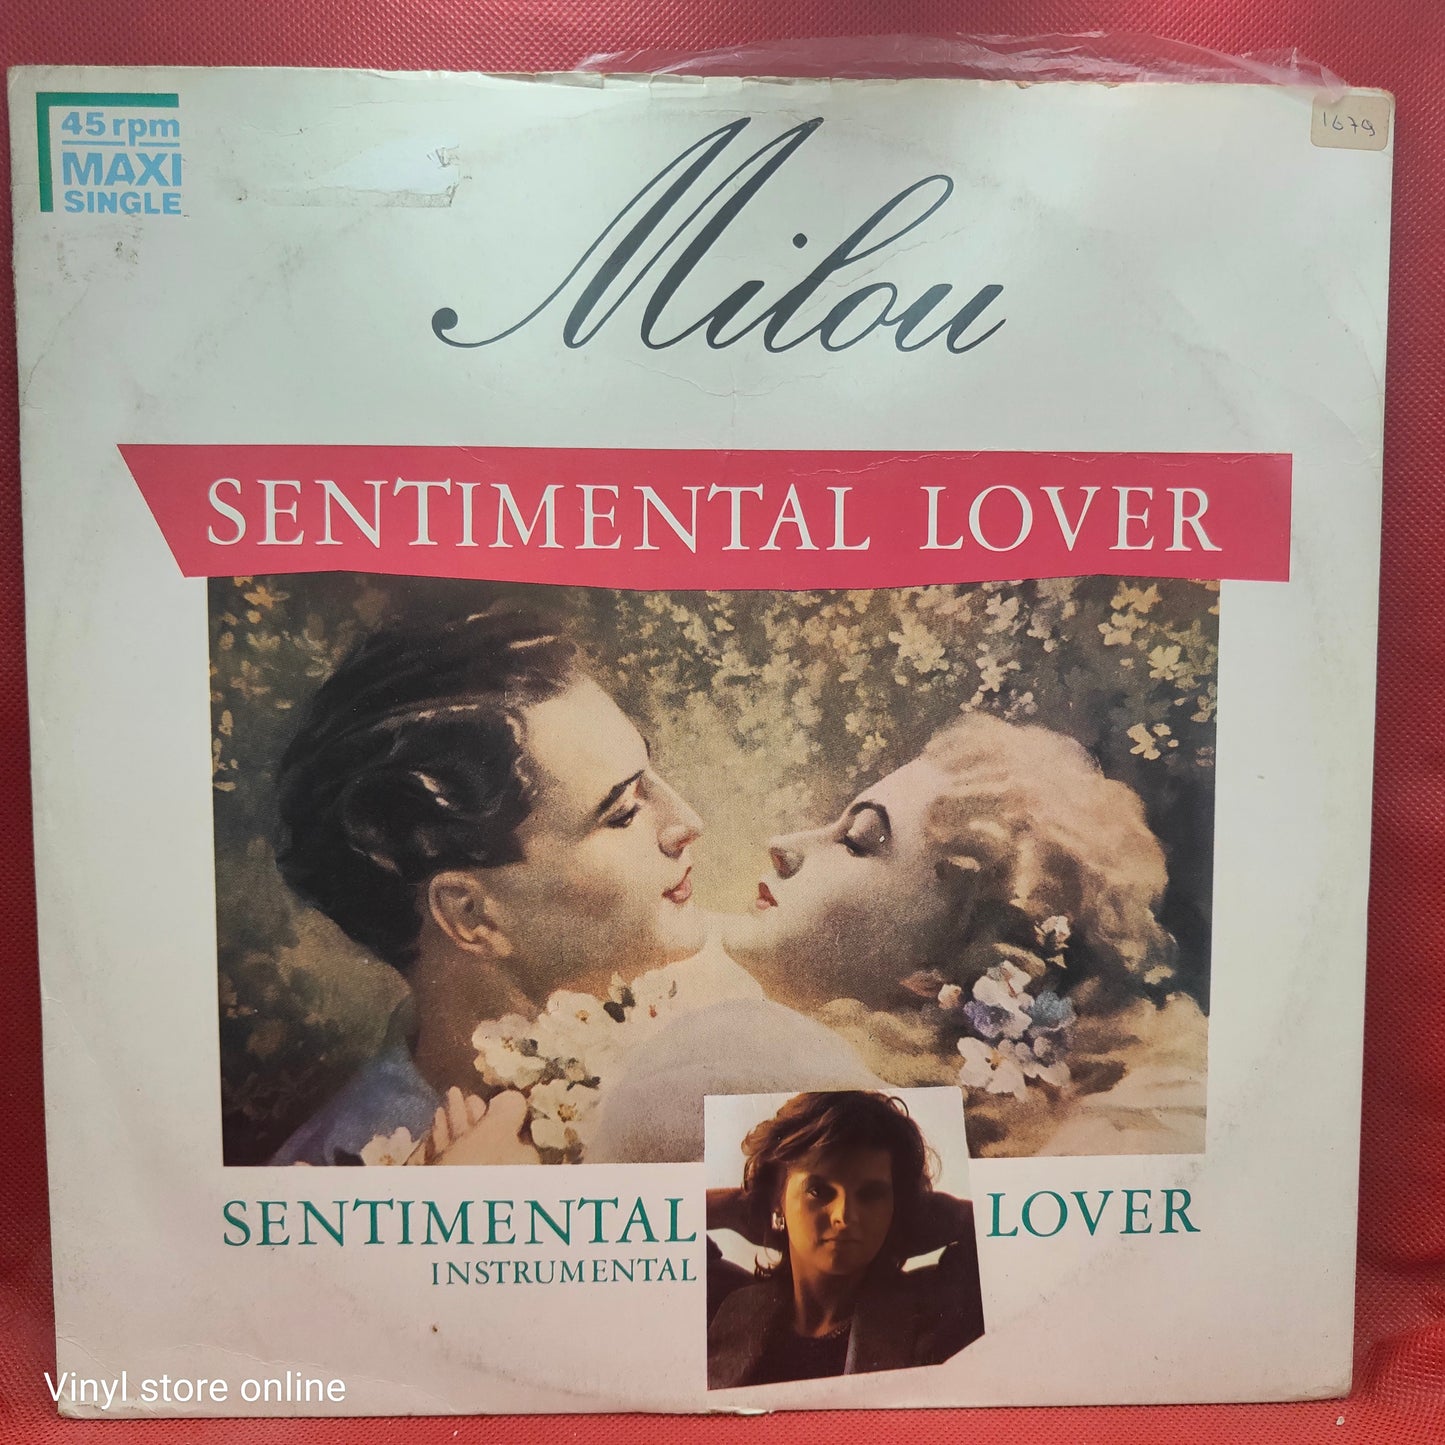 45 rpm
MAXI
SINGLE
1679
Milou
SENTIMENTAL LOVER
SENTIMENTAL LOVER
INSTRUMENTAL
Vinyl store online